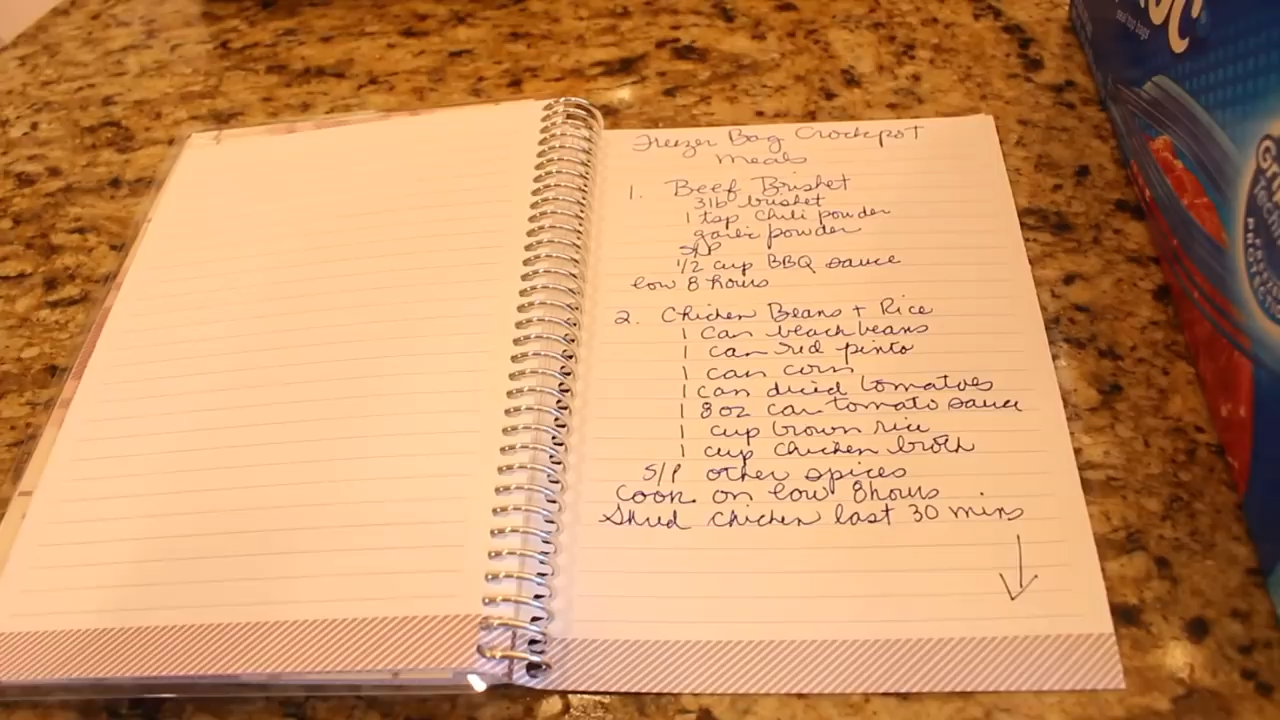 Freezer Bag Crockpot
Meals
1. Beef Brisket
3lb brisket
1 tsp chili powder
garlic powder
S/P
1/2 cup BBQ sauce
low 8 hours
2. Chicken Beans + Rice
1 can beach beans
1 can red pinto
1 can corn
1 can dried tomatoes
1 8oz can tomato sauce
1 cup brown rice
1 cup chicken broth
S/P other spices
Cook on low 8 hours
Shred chicken last 30 mins